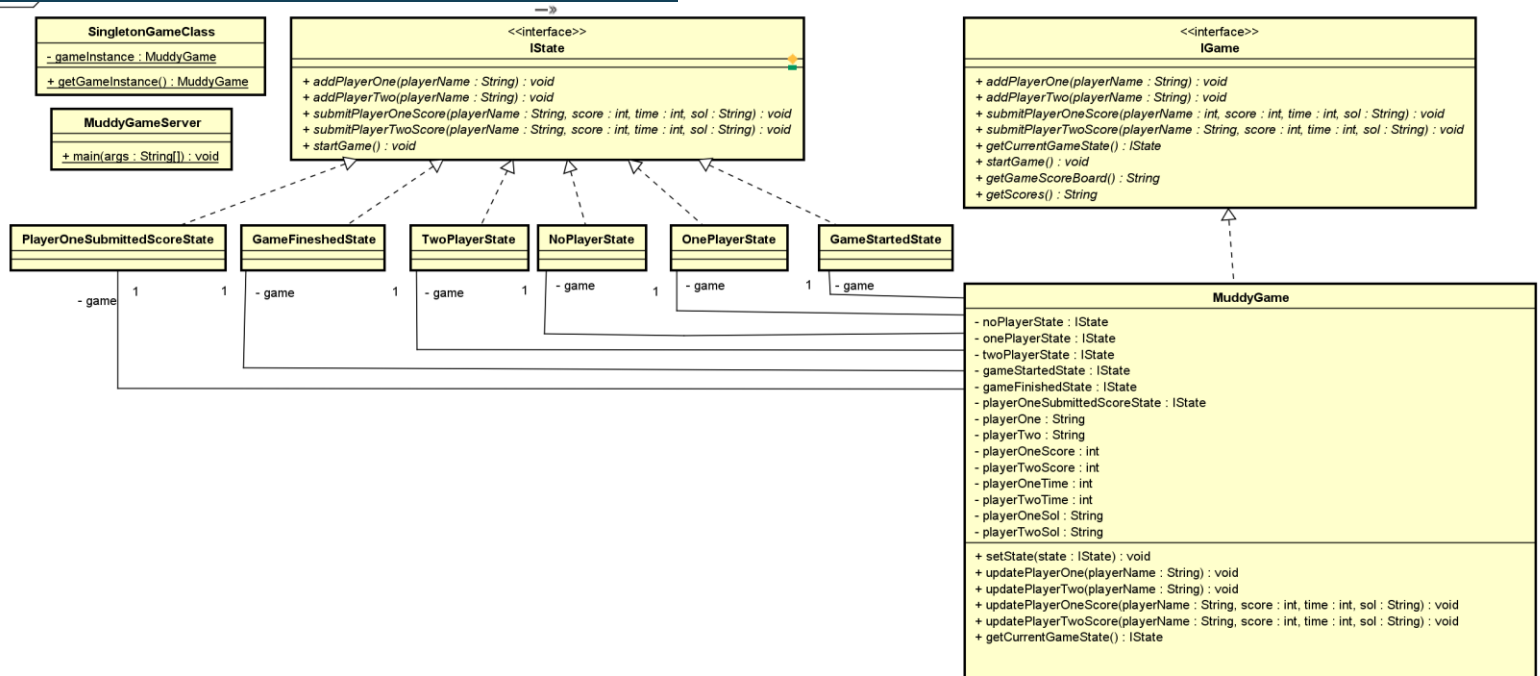 SingletonGameClass
- gameInstance : MuddyGame
+ getGameInstance() : MuddyGame
MuddyGameServer
+ main(args : String[]) : void
<<interface>>
IState
+ addPlayerOne(playerName : String) : void
+ addPlayerTwo(playerName : String) : void
+ submitPlayerOneScore(playerName : String, score : int, time : int, sol : String) : void
+ submitPlayerTwoScore(playerName : String, score : int, time : int, sol : String) : void
+ startGame() : void
<<interface>>
IGame
+ addPlayerOne(playerName : String) : void
+ addPlayerTwo(playerName : String) : void
+ submitPlayerOneScore(playerName : int, score : int, time : int, sol : String) : void
+ submitPlayerTwoScore(playerName : String, score : int, time : int, sol : String) : void
+ getCurrentGameState() : IState
+ startGame() : void
+ getGameScoreBoard() : String
+ getScores() : String
PlayerOneSubmittedScoreState
GameFineshedState
TwoPlayerState
NoPlayerState
OnePlayerState
GameStartedState
- game
1
1
- game
1
- game
1
- game
1
- game
1
- game
MuddyGame
- noPlayerState : IState
- onePlayerState : IState
- twoPlayerState : IState
- gameStartedState : IState
- gameFinishedState : IState
- playerOneSubmittedScoreState : IState
- playerOne : String
- playerTwo : String
- playerOneScore : int
- playerTwoScore : int
- playerOneTime : int
- playerTwoTime : int
- playerOneSol : String
- playerTwoSol : String
+ setState(state : IState) : void
+ updatePlayerOne(playerName : String) : void
+ updatePlayerTwo(playerName : String) : void
+ updatePlayerOneScore(playerName : String, score : int, time : int, sol : String) : void
+ updatePlayerTwoScore(playerName : String, score : int, time : int, sol : String) : void
+ getCurrentGameState() : IState